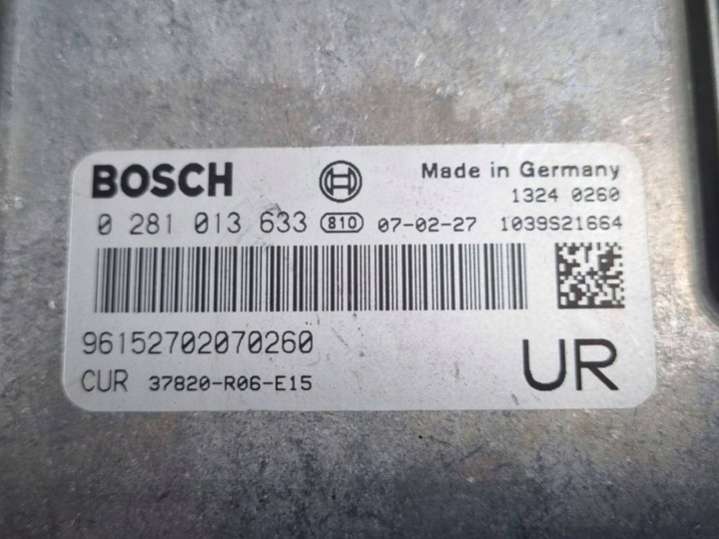 BOSCH Made in Germany
1324 0260
0 281 013 633 810 07-02-27 1039S21664
96152702070260
CUR 37820-R06-E15 UR